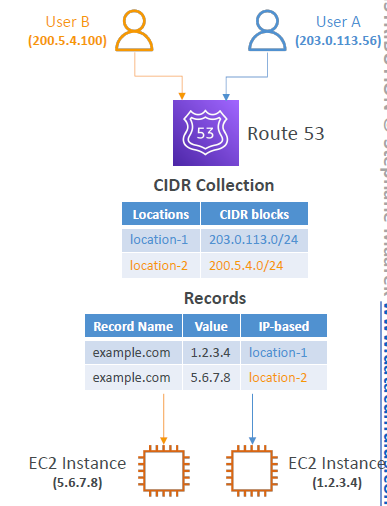 User B
(200.5.4.100)
User A
(203.0.113.56)
53
Route 53
CIDR Collection
Locations CIDR blocks
location-1 203.0.113.0/24
location-2 200.5.4.0/24
Records
Record Name Value IP-based
example.com 1.2.3.4 location-1
example.com 5.6.7.8 location-2
EC2 Instance
(5.6.7.8)
EC2 Instance
(1.2.3.4)